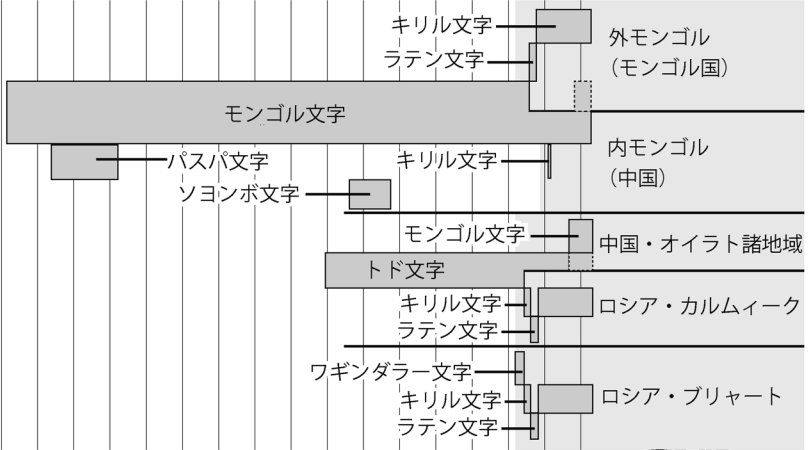 キリル文字
ラテン文字
外モンゴル
（モンゴル国）
モンゴル文字
パスパ文字
キリル文字
内モンゴル
（中国）
ソヨンボ文字
モンゴル文字
中国・オイラト諸地域
トド文字
キリル文字
ラテン文字
ロシア・カルムィーク
ワギンダラー文字
キリル文字
ラテン文字
ロシア・ブリャート